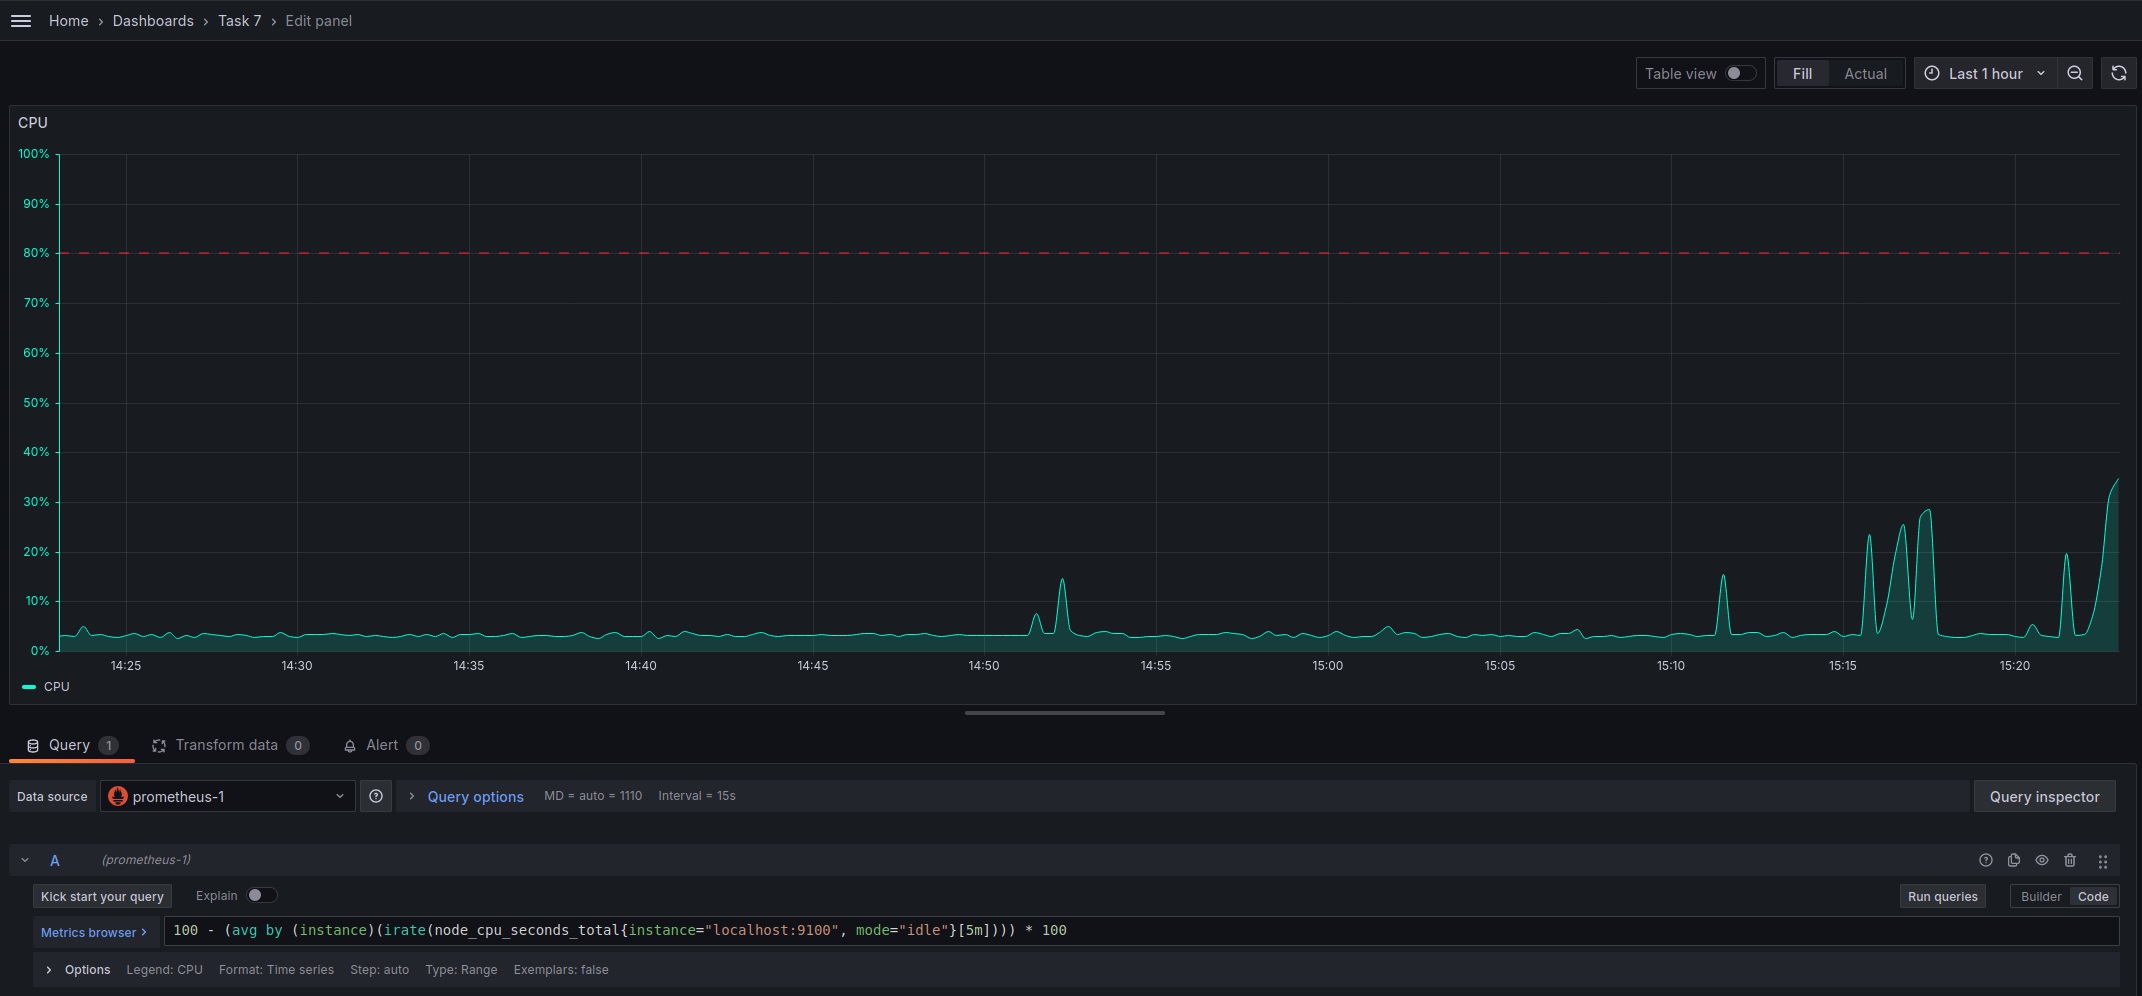 Home › Dashboards › Task 7 › Edit panel
Table view Fill Actual Last 1 hour
CPU
100%
90%
80%
70%
60%
50%
40%
30%
20%
10%
0%
14:25 14:30 14:35 14:40 14:45 14:50 14:55 15:00 15:05 15:10 15:15 15:20
CPU
Query 1 Transform data 0 Alert 0
Data source prometheus-1 › Query options MD = auto = 1110 Interval = 15s Query inspector
A (prometheus-1)
Kick start your query Explain Run queries Builder Code
Metrics browser › 100 - (avg by (instance)(irate(node_cpu_seconds_total{instance="localhost:9100", mode="idle"}[5m]))) * 100
› Options Legend: CPU Format: Time series Step: auto Type: Range Exemplars: false